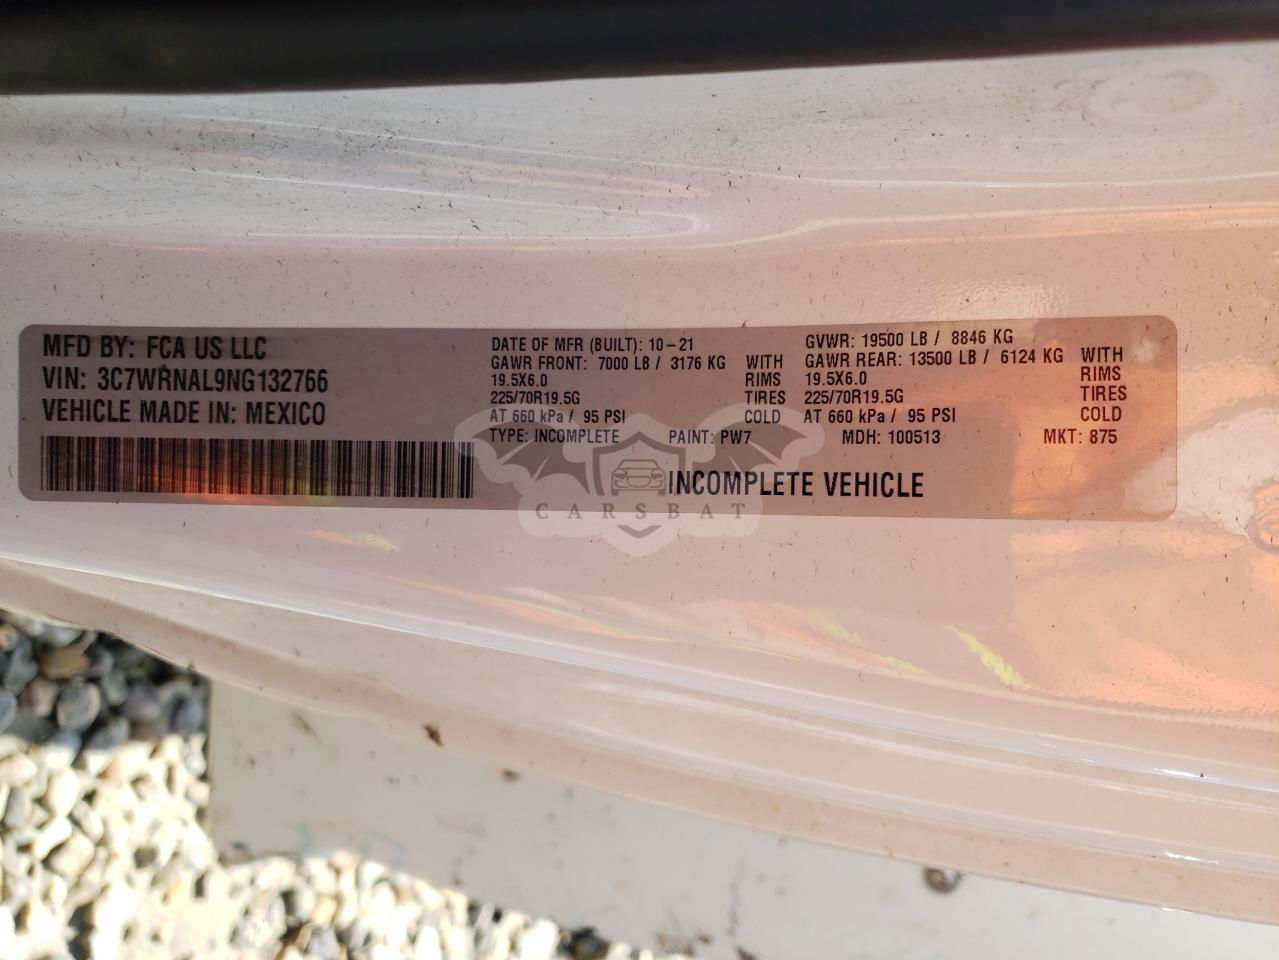 MFD BY: FCA US LLC
VIN: 3C7WRNAL9NG132766
VEHICLE MADE IN: MEXICO
DATE OF MFR (BUILT): 10-21
GAWR FRONT: 7000 LB / 3176 KG WITH
19.5X6.0 RIMS
225/70R19.5G TIRES
AT 660 kPa / 95 PSI COLD
GVWR: 19500 LB / 8846 KG
GAWR REAR: 13500 LB / 6124 KG WITH
19.5X6.0 RIMS
225/70R19.5G TIRES
AT 660 kPa / 95 PSI COLD
TYPE: INCOMPLETE PAINT: PW7 MDH: 100513 MKT: 875
INCOMPLETE VEHICLE
CARSBAT